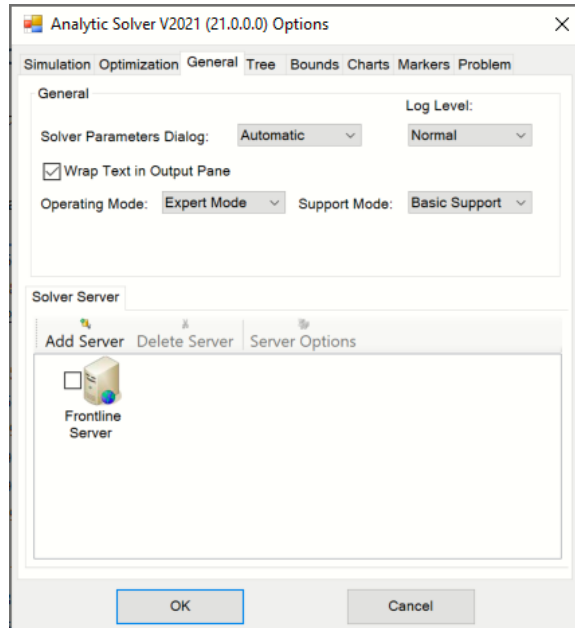 Analytic Solver V2021 (21.0.0.0) Options
Simulation Optimization General Tree Bounds Charts Markers Problem
General
Log Level:
Solver Parameters Dialog: Automatic Normal
Wrap Text in Output Pane
Operating Mode: Expert Mode Support Mode: Basic Support
Solver Server
Add Server Delete Server Server Options
Frontline
Server
OK Cancel